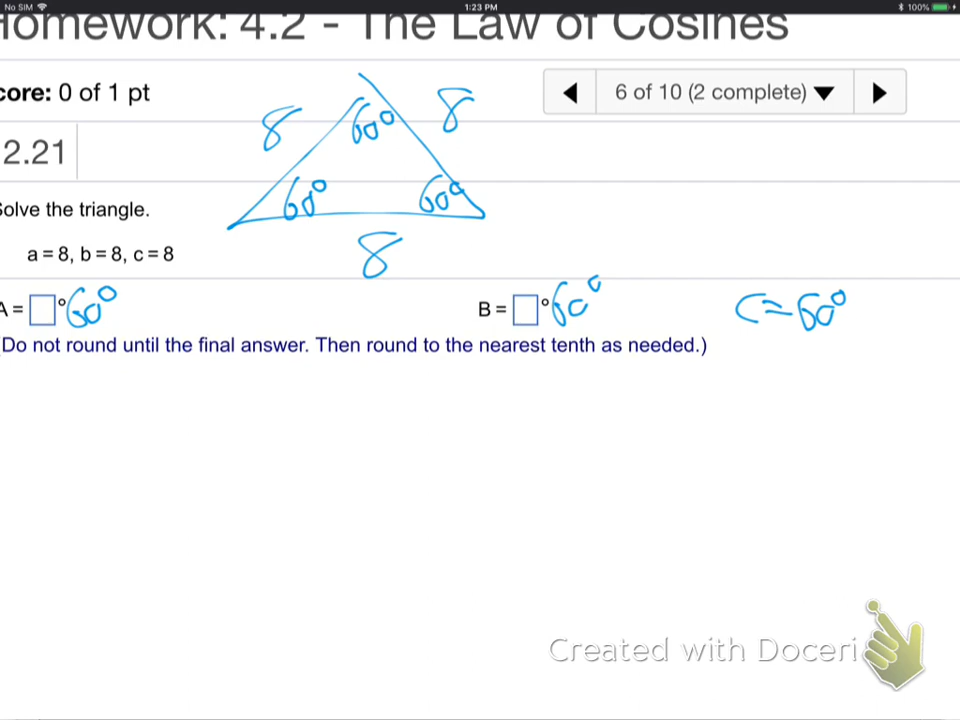 No SIM 1:23 PM 100%
omework: 4.2 - The Law of Cosines
core: 0 of 1 pt
6 of 10 (2 complete)
8 60° 8
2.21
60° 60°
Solve the triangle.
8
a = 8, b = 8, c = 8
A = ° 60° B = ° 60° C = 60°
(Do not round until the final answer. Then round to the nearest tenth as needed.)
Created with Doceri